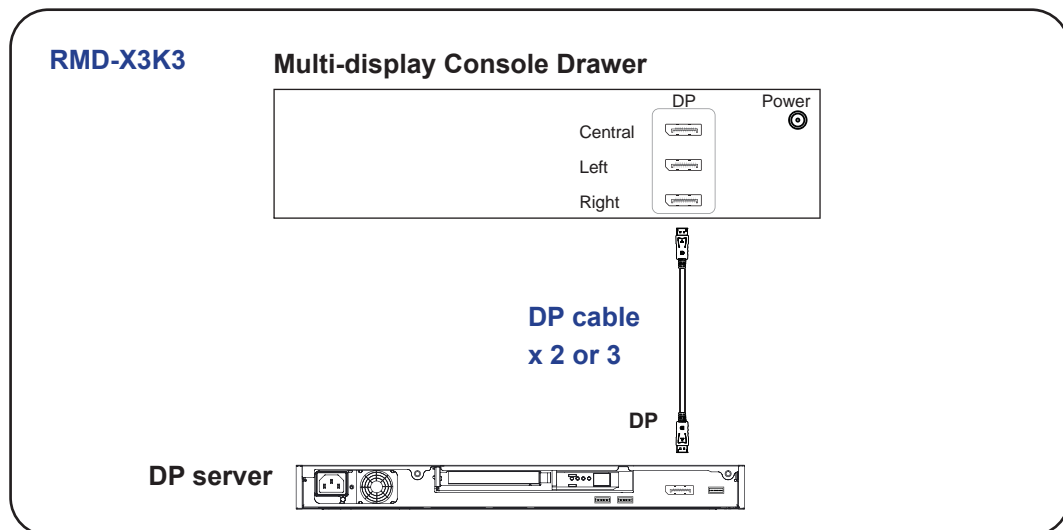 RMD-X3K3
Multi-display Console Drawer
DP
Power
Central
Left
Right
DP cable
x 2 or 3
DP
DP server